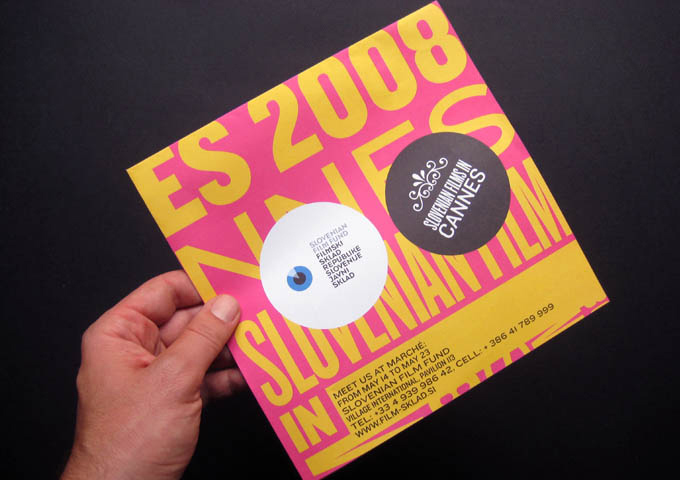 ES 2008
NNES
SLOVENIAN FILMS IN
CANNES
SLOVENIAN
FILM FUND
FILMSKI
SKLAD
REPUBLIKE
SLOVENIJE
JAVNI
SKLAD
SLOVENIAN FILM
IN
MEET US AT MARCHÉ:
FROM MAY 14 TO MAY 23
SLOVENIAN FILM FUND
VILLAGE INTERNATIONAL, PAVILION 113
TEL: +33 4 939 986 42, CELL: + 386 41 789 999
WWW.FILM-SKLAD.SI